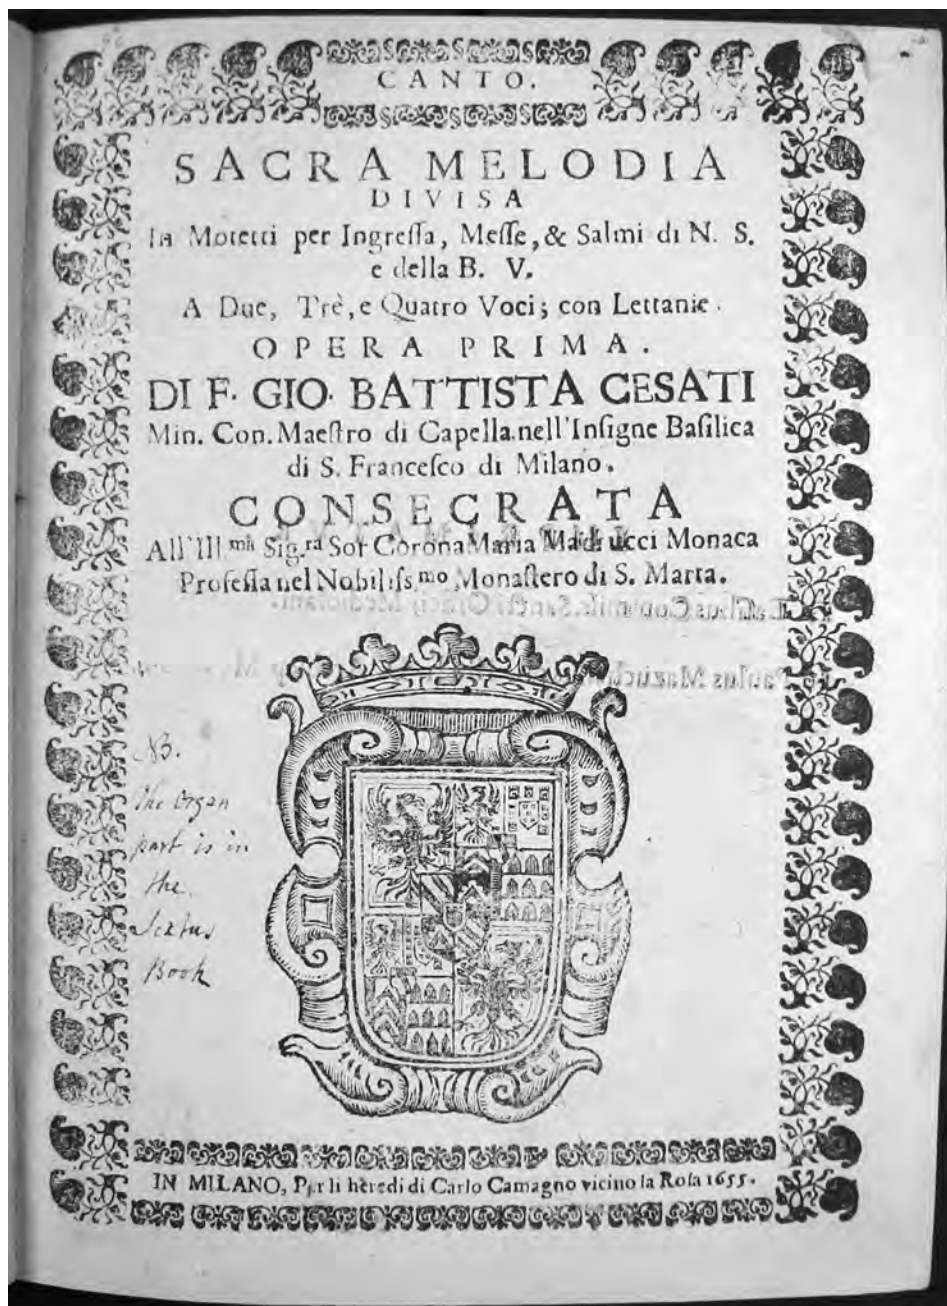 CANTO.
SACRA MELODIA
DIVISA
In Motetti per Ingreſſa, Meſſe, & Salmi di N. S.
e della B. V.
A Due, Trè, e Quatro Voci; con Lettanie.
OPERA PRIMA.
DI F. GIO. BATTISTA CESATI
Min. Con. Maeſtro di Capella nell'Inſigne Baſilica
di S. Franceſco di Milano.
CONSECRATA
All'Ill.ma Sig.ra Sor Corona Maria Madrucci Monaca
Profeſſa nel Nobiliſs.mo Monaſtero di S. Marta.
NB.
The Organ
part is in
the
Sextus
Book
IN MILANO, Per li heredi di Carlo Camagno vicino la Roſa 1655.